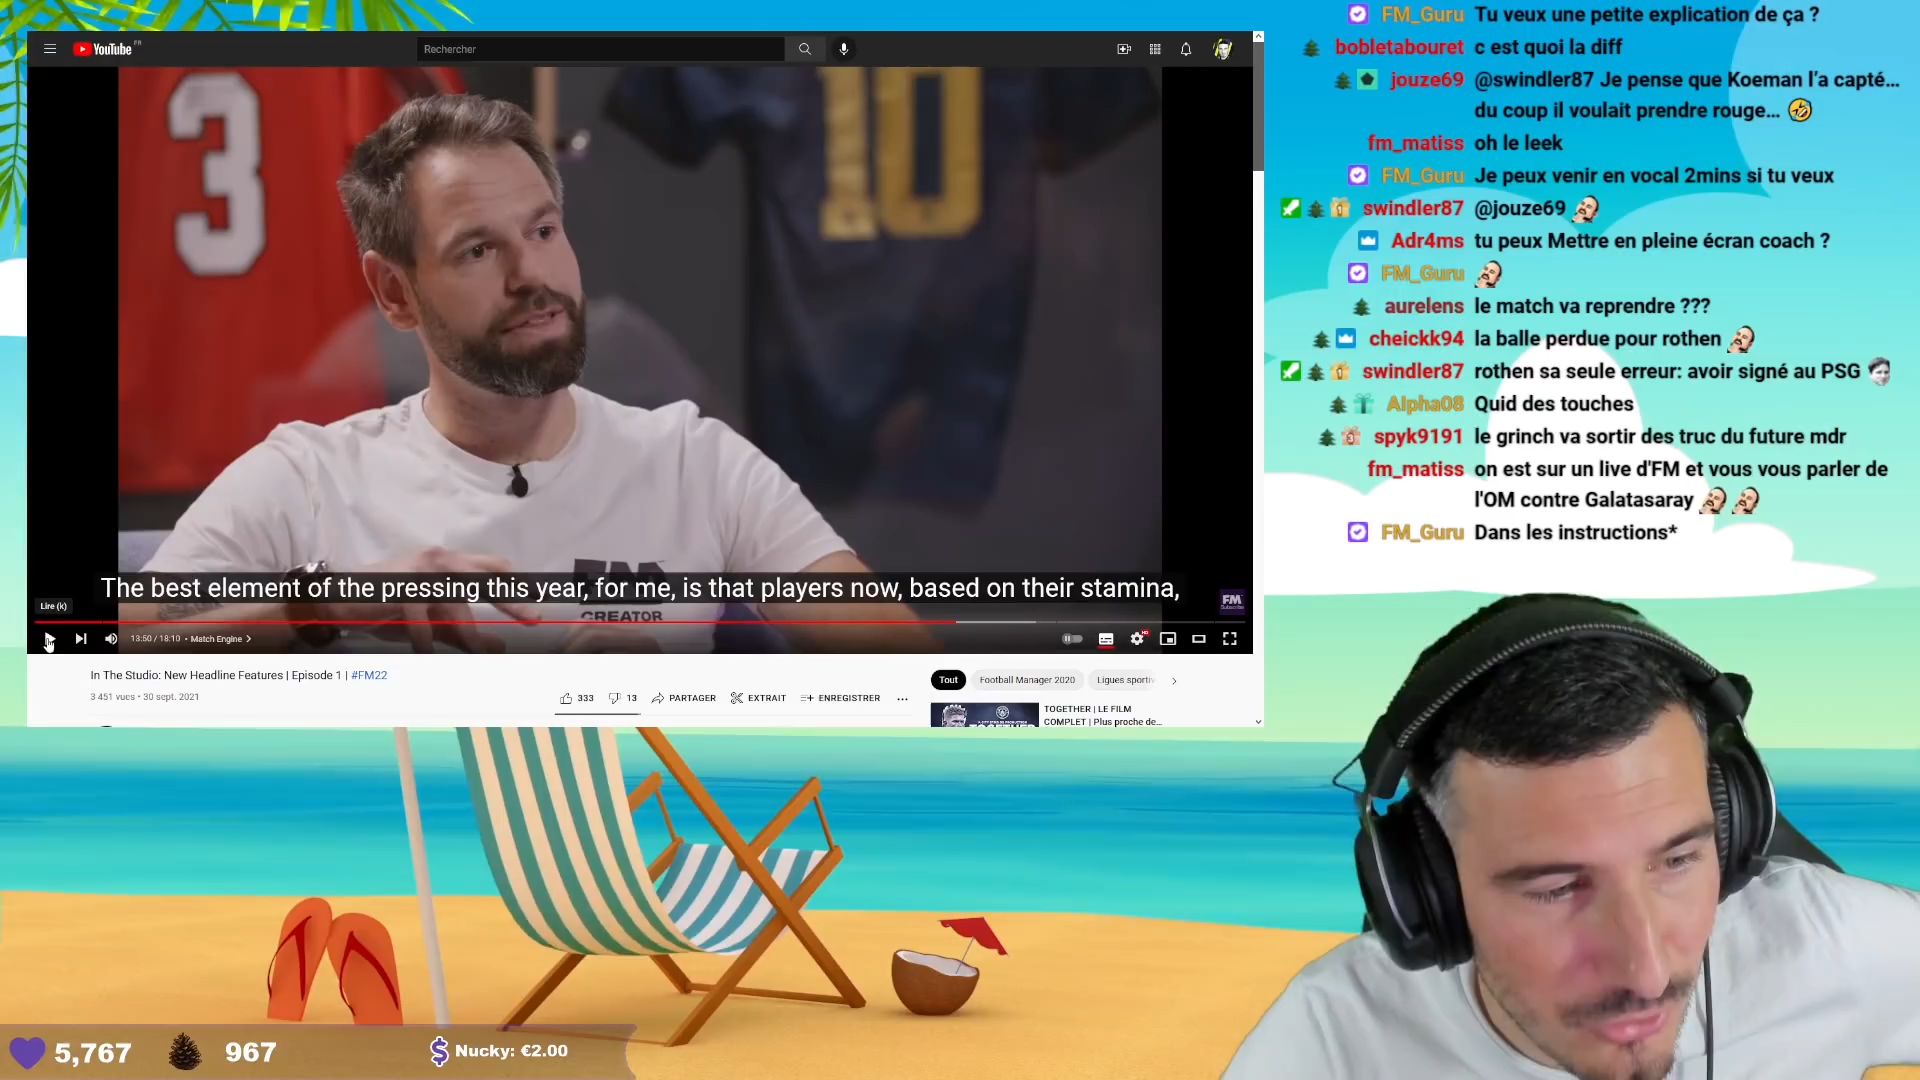 YouTube FR
Rechercher
3
10
FM
CREATOR
The best element of the pressing this year, for me, is that players now, based on their stamina,
FM
Subscribe
Lire (k)
13:50 / 18:10 • Match Engine
HD
In The Studio: New Headline Features | Episode 1 | #FM22
3 451 vues • 30 sept. 2021
333
13
PARTAGER
EXTRAIT
ENREGISTRER
...
Tout
Football Manager 2020
Ligues sportiv
TOGETHER | LE FILM
COMPLET | Plus proche de...
FM_Guru Tu veux une petite explication de ça ?
bobletabouret c est quoi la diff
jouze69 @swindler87 Je pense que Koeman l’a capté...
du coup il voulait prendre rouge...
fm_matiss oh le leek
FM_Guru Je peux venir en vocal 2mins si tu veux
swindler87 @jouze69
Adr4ms tu peux Mettre en pleine écran coach ?
FM_Guru
aurelens le match va reprendre ???
cheickk94 la balle perdue pour rothen
swindler87 rothen sa seule erreur: avoir signé au PSG
Alpha08 Quid des touches
spyk9191 le grinch va sortir des truc du future mdr
fm_matiss on est sur un live d'FM et vous vous parler de
l'OM contre Galatasaray
FM_Guru Dans les instructions*
5,767
967
Nucky: €2.00